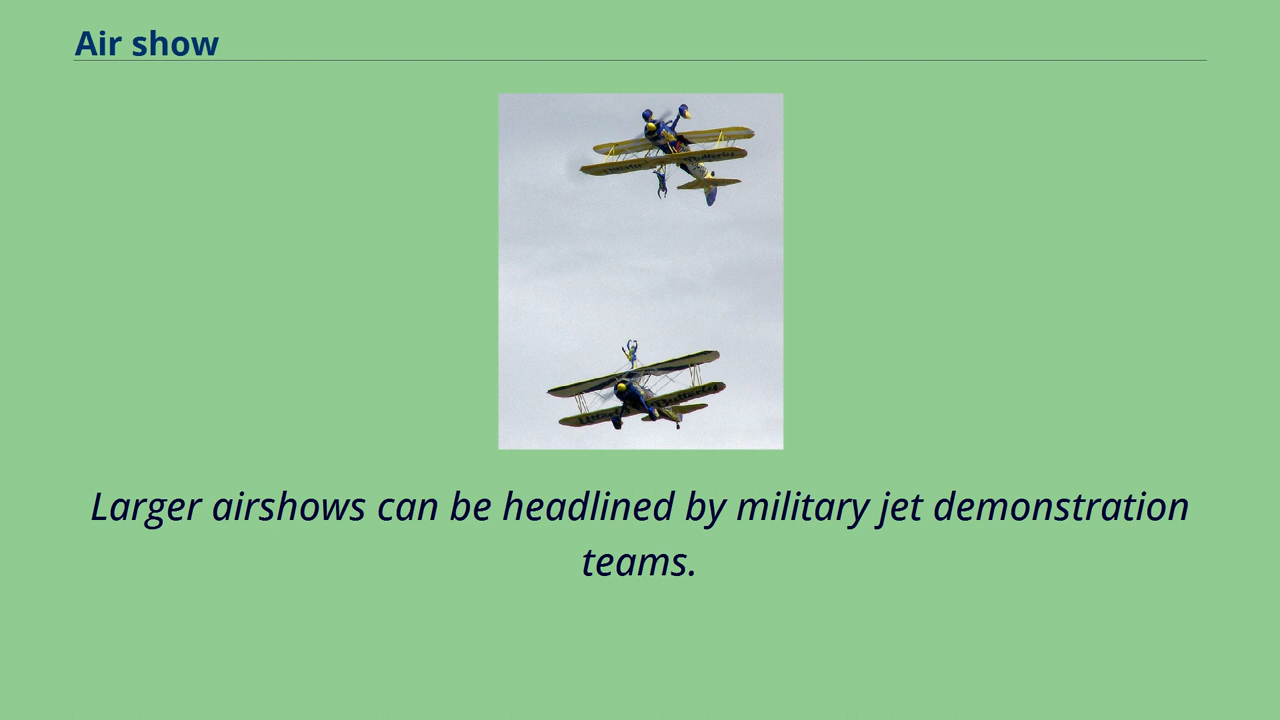 Air show
Larger airshows can be headlined by military jet demonstration
teams.